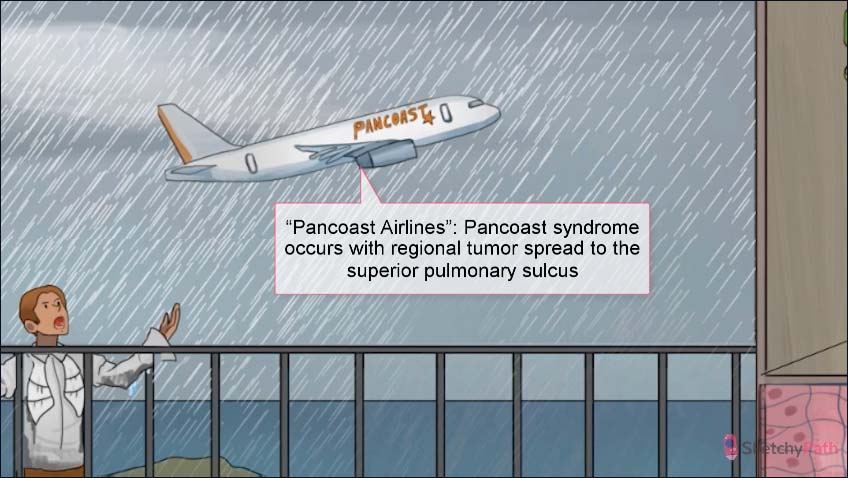 PANCOAST
“Pancoast Airlines”: Pancoast syndrome
occurs with regional tumor spread to the
superior pulmonary sulcus
SketchyPath